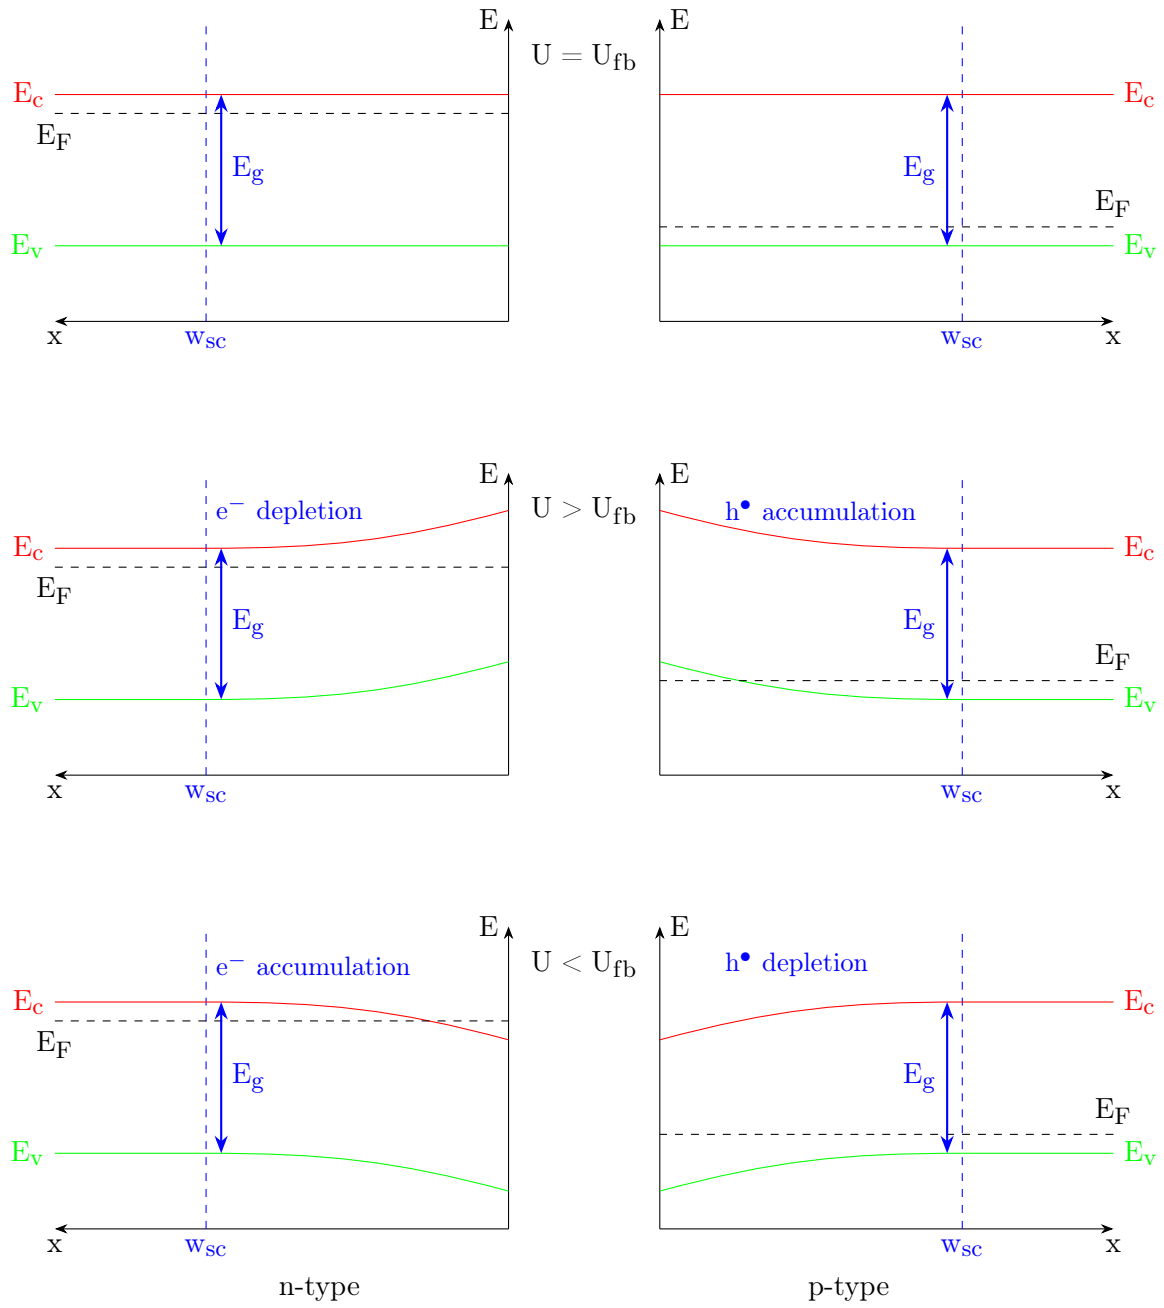 E
U = U_fb
E
E_c
E_c
E_F
E_g
E_g
E_F
E_v
E_v
x
w_sc
w_sc
x
E
U > U_fb
E
e⁻ depletion
h^• accumulation
E_c
E_c
E_F
E_g
E_g
E_F
E_v
E_v
x
w_sc
w_sc
x
E
U < U_fb
E
e⁻ accumulation
h^• depletion
E_c
E_c
E_F
E_g
E_g
E_F
E_v
E_v
x
w_sc
w_sc
x
n-type
p-type